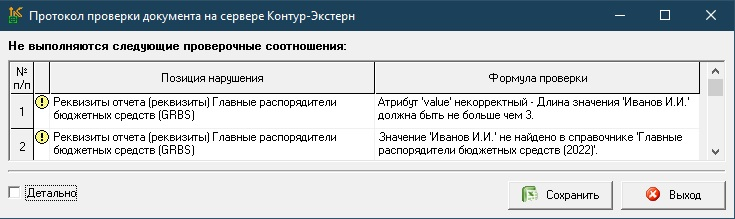 Протокол проверки документа на сервере Контур-Экстерн
Не выполняются следующие проверочные соотношения:
№
п/п
Позиция нарушения
Формула проверки
1
Реквизиты отчета (реквизиты) Главные распорядители
бюджетных средств (GRBS)
Атрибут 'value' некорректный - Длина значения 'Иванов И.И.'
должна быть не больше чем 3.
2
Реквизиты отчета (реквизиты) Главные распорядители
бюджетных средств (GRBS)
Значение 'Иванов И.И.' не найдено в справочнике 'Главные
распорядители бюджетных средств (2022)'.
Детально
Сохранить
Выход